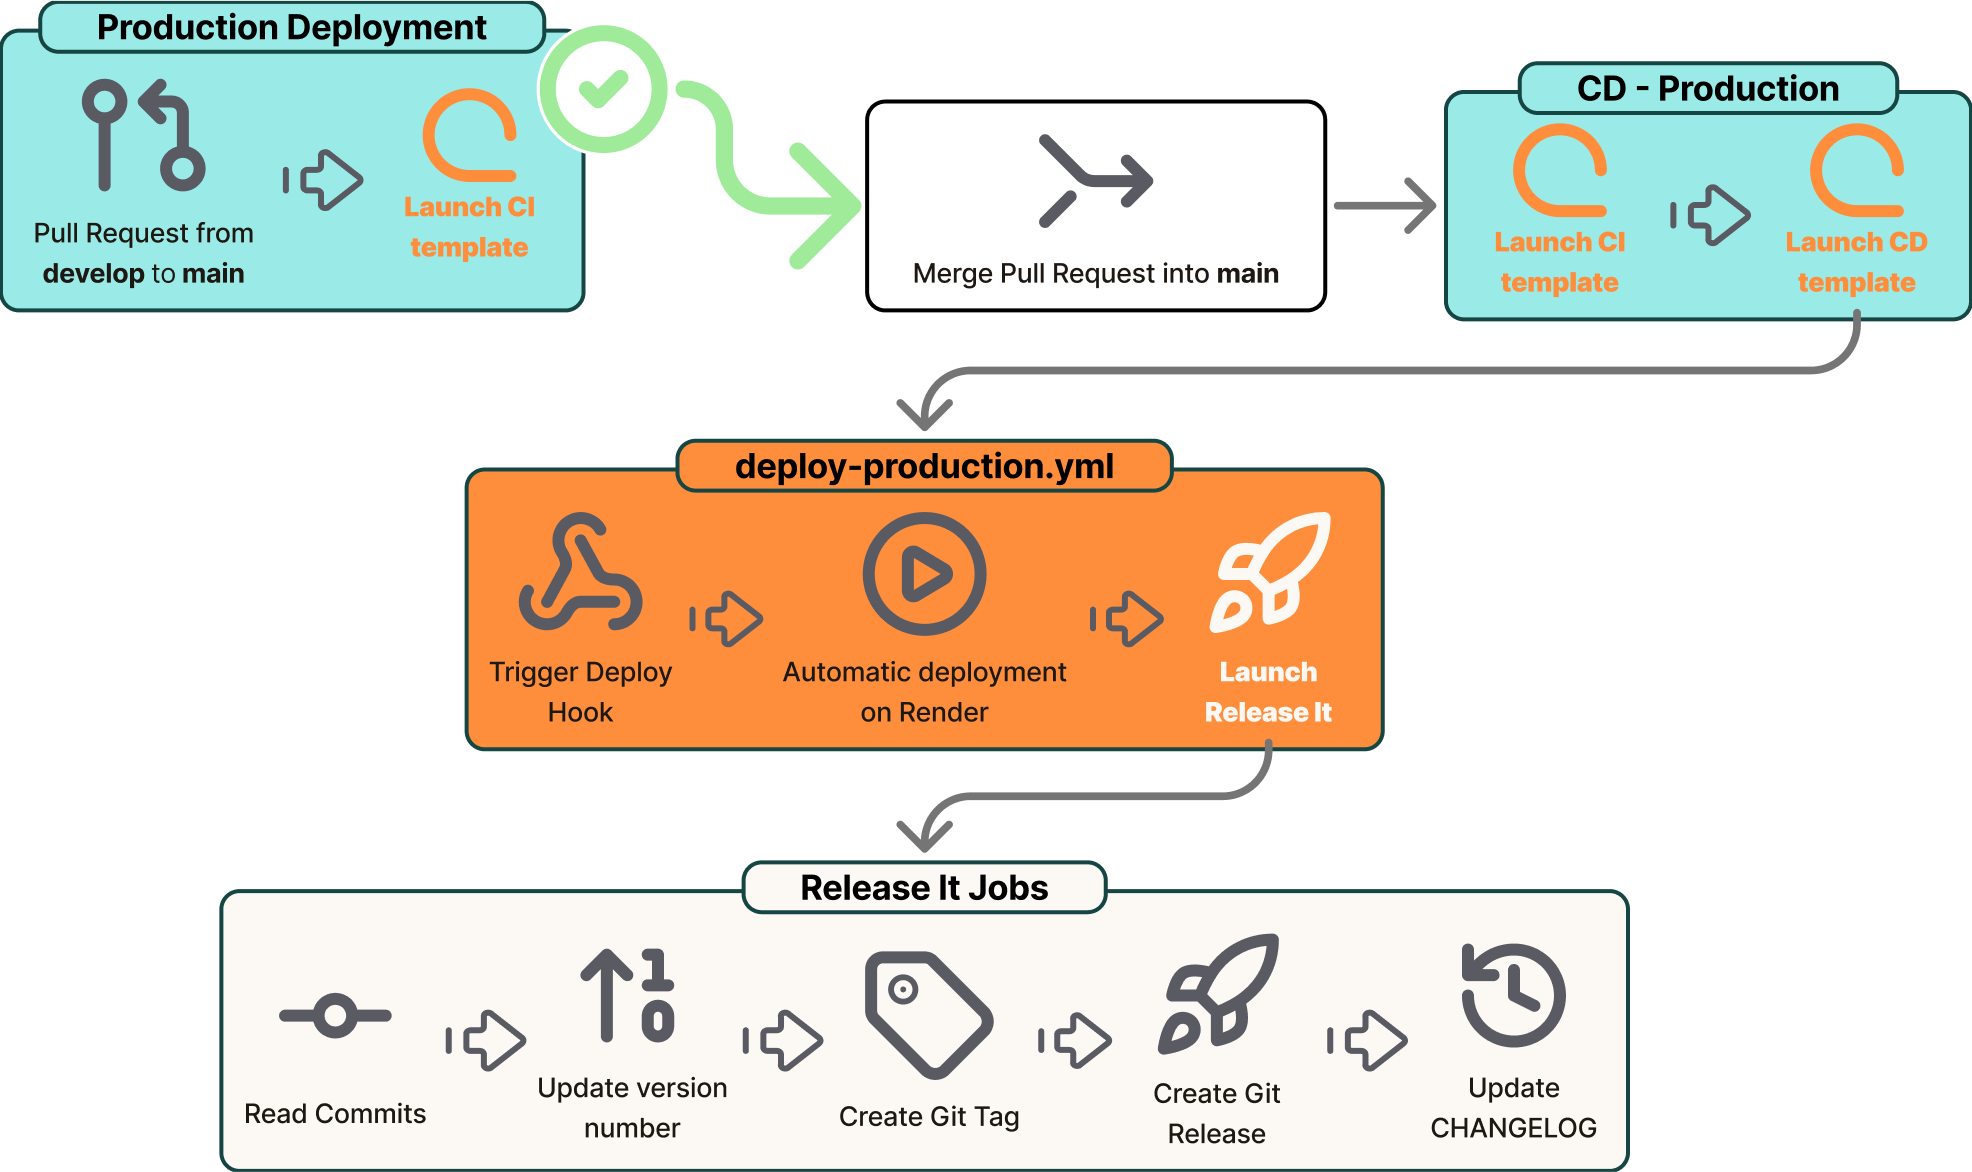 Production Deployment
Pull Request from
develop to main
Launch CI
template
Merge Pull Request into main
CD - Production
Launch CI
template
Launch CD
template
deploy-production.yml
Trigger Deploy
Hook
Automatic deployment
on Render
Launch
Release It
Release It Jobs
Read Commits
Update version
number
Create Git Tag
Create Git
Release
Update
CHANGELOG